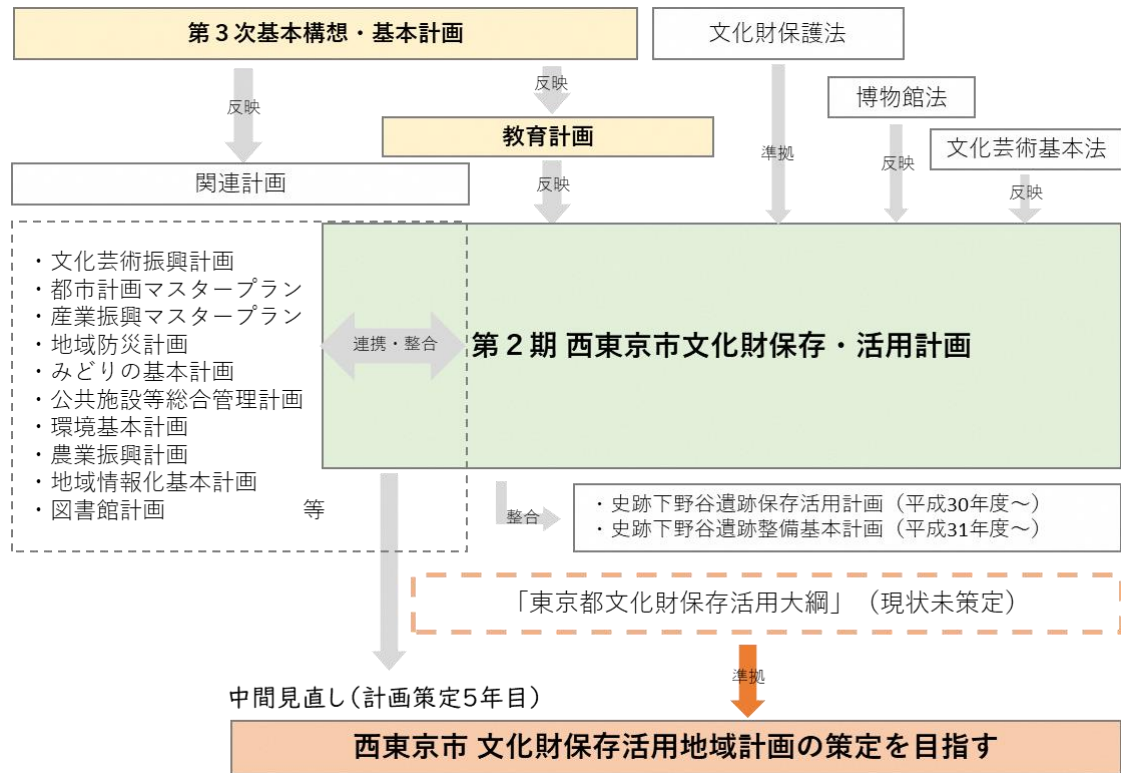 第３次基本構想・基本計画
文化財保護法
博物館法
文化芸術基本法
反映
反映
教育計画
準拠
反映
反映
関連計画
反映
・文化芸術振興計画
・都市計画マスタープラン
・産業振興マスタープラン
・地域防災計画
・みどりの基本計画
・公共施設等総合管理計画
・環境基本計画
・農業振興計画
・地域情報化基本計画
・図書館計画 等
連携・整合
第２期 西東京市文化財保存・活用計画
整合
・史跡下野谷遺跡保存活用計画（平成30年度～）
・史跡下野谷遺跡整備基本計画（平成31年度～）
「東京都文化財保存活用大綱」（現状未策定）
準拠
中間見直し（計画策定5年目）
西東京市 文化財保存活用地域計画の策定を目指す